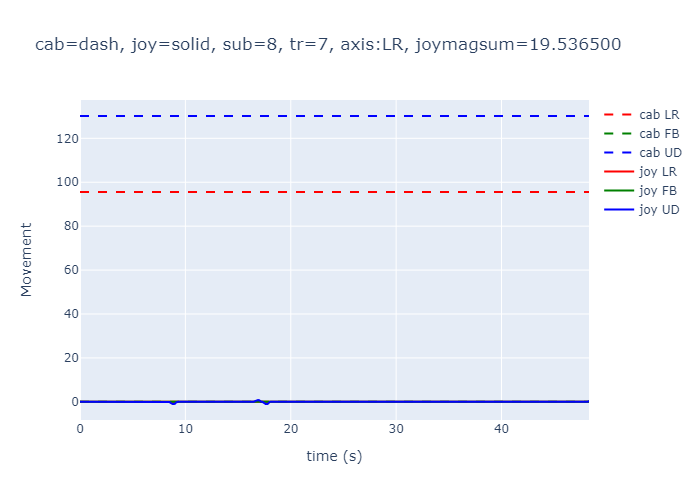 cab=dash, joy=solid, sub=8, tr=7, axis:LR, joymagsum=19.536500
cab LR
cab FB
cab UD
joy LR
joy FB
joy UD
Movement
120
100
80
60
40
20
0
0 10 20 30 40
time (s)